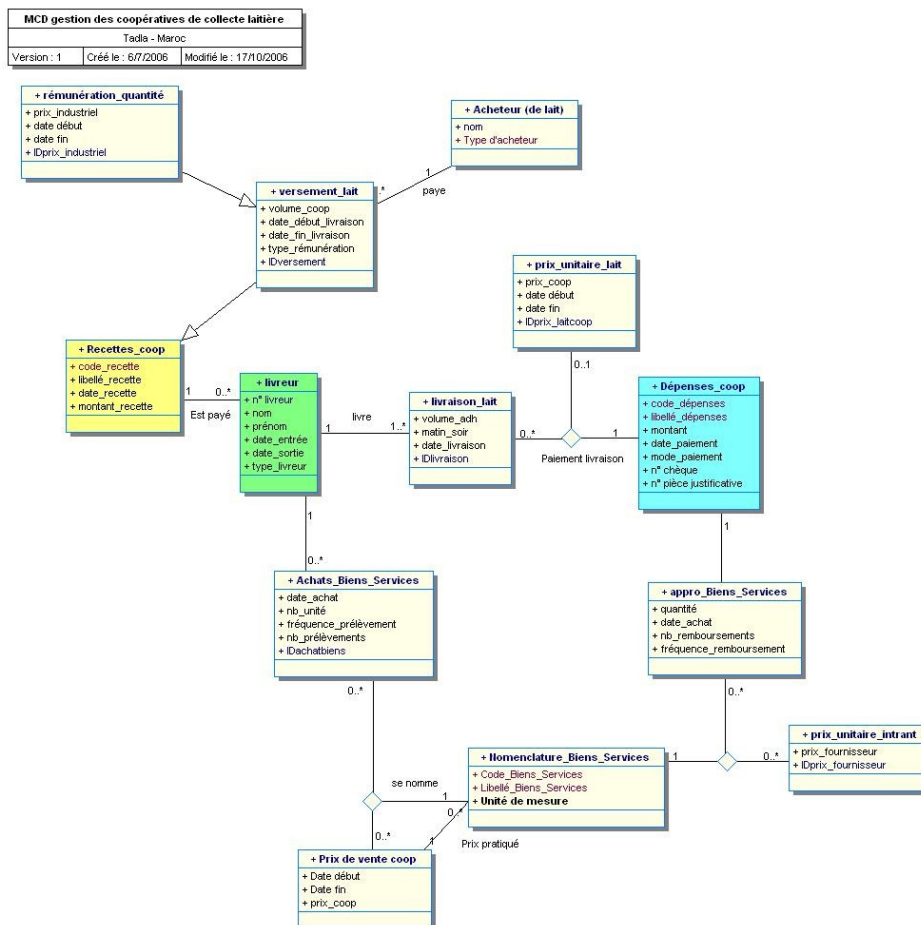 MCD gestion des coopératives de collecte laitière
Tadla - Maroc
Version : 1 Créé le : 6/7/2006 Modifié le : 17/10/2006
+ rémunération_quantité
+ prix_industriel
+ date début
+ date fin
+ IDprix_industriel
+ Acheteur (de lait)
+ nom
+ Type d'acheteur
1
.*
paye
+ versement_lait
+ volume_coop
+ date_début_livraison
+ date_fin_livraison
+ type_rémunération
+ IDversement
+ prix_unitaire_lait
+ prix_coop
+ date début
+ date fin
+ IDprix_laitcoop
0..1
+ Recettes_coop
+ code_recette
+ libellé_recette
+ date_recette
+ montant_recette
1 0..*
Est payé
+ livreur
+ n° livreur
+ nom
+ prénom
+ date_entrée
+ date_sortie
+ type_livreur
livre
1 1..*
+ livraison_lait
+ volume_adh
+ matin_soir
+ date_livraison
+ IDlivraison
0..* 1
Paiement livraison
+ Dépenses_coop
+ code_dépenses
+ libellé_dépenses
+ montant
+ date_paiement
+ mode_paiement
+ n° chèque
+ n° pièce justificative
1
0..*
1
+ Achats_Biens_Services
+ date_achat
+ nb_unité
+ fréquence_prélèvement
+ nb_prélèvements
+ IDachatbiens
0..*
+ appro_Biens_Services
+ quantité
+ date_achat
+ nb_remboursements
+ fréquence_remboursement
0..*
+ prix_unitaire_intrant
+ prix_fournisseur
+ IDprix_fournisseur
1 0..*
+ Nomenclature_Biens_Services
+ Code_Biens_Services
+ Libellé_Biens_Services
+ Unité de mesure
se nomme
1
0..*
0..*
1
Prix pratiqué
+ Prix de vente coop
+ Date début
+ Date fin
+ prix_coop